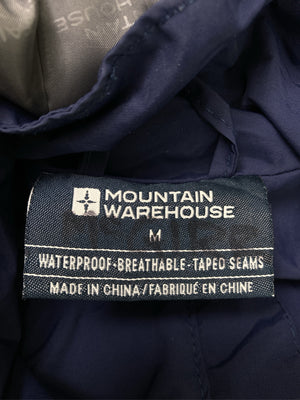 MOUNTAIN
WAREHOUSE
M
WATERPROOF•BREATHABLE•TAPED SEAMS
MADE IN CHINA/FABRIQUÉ EN CHINE